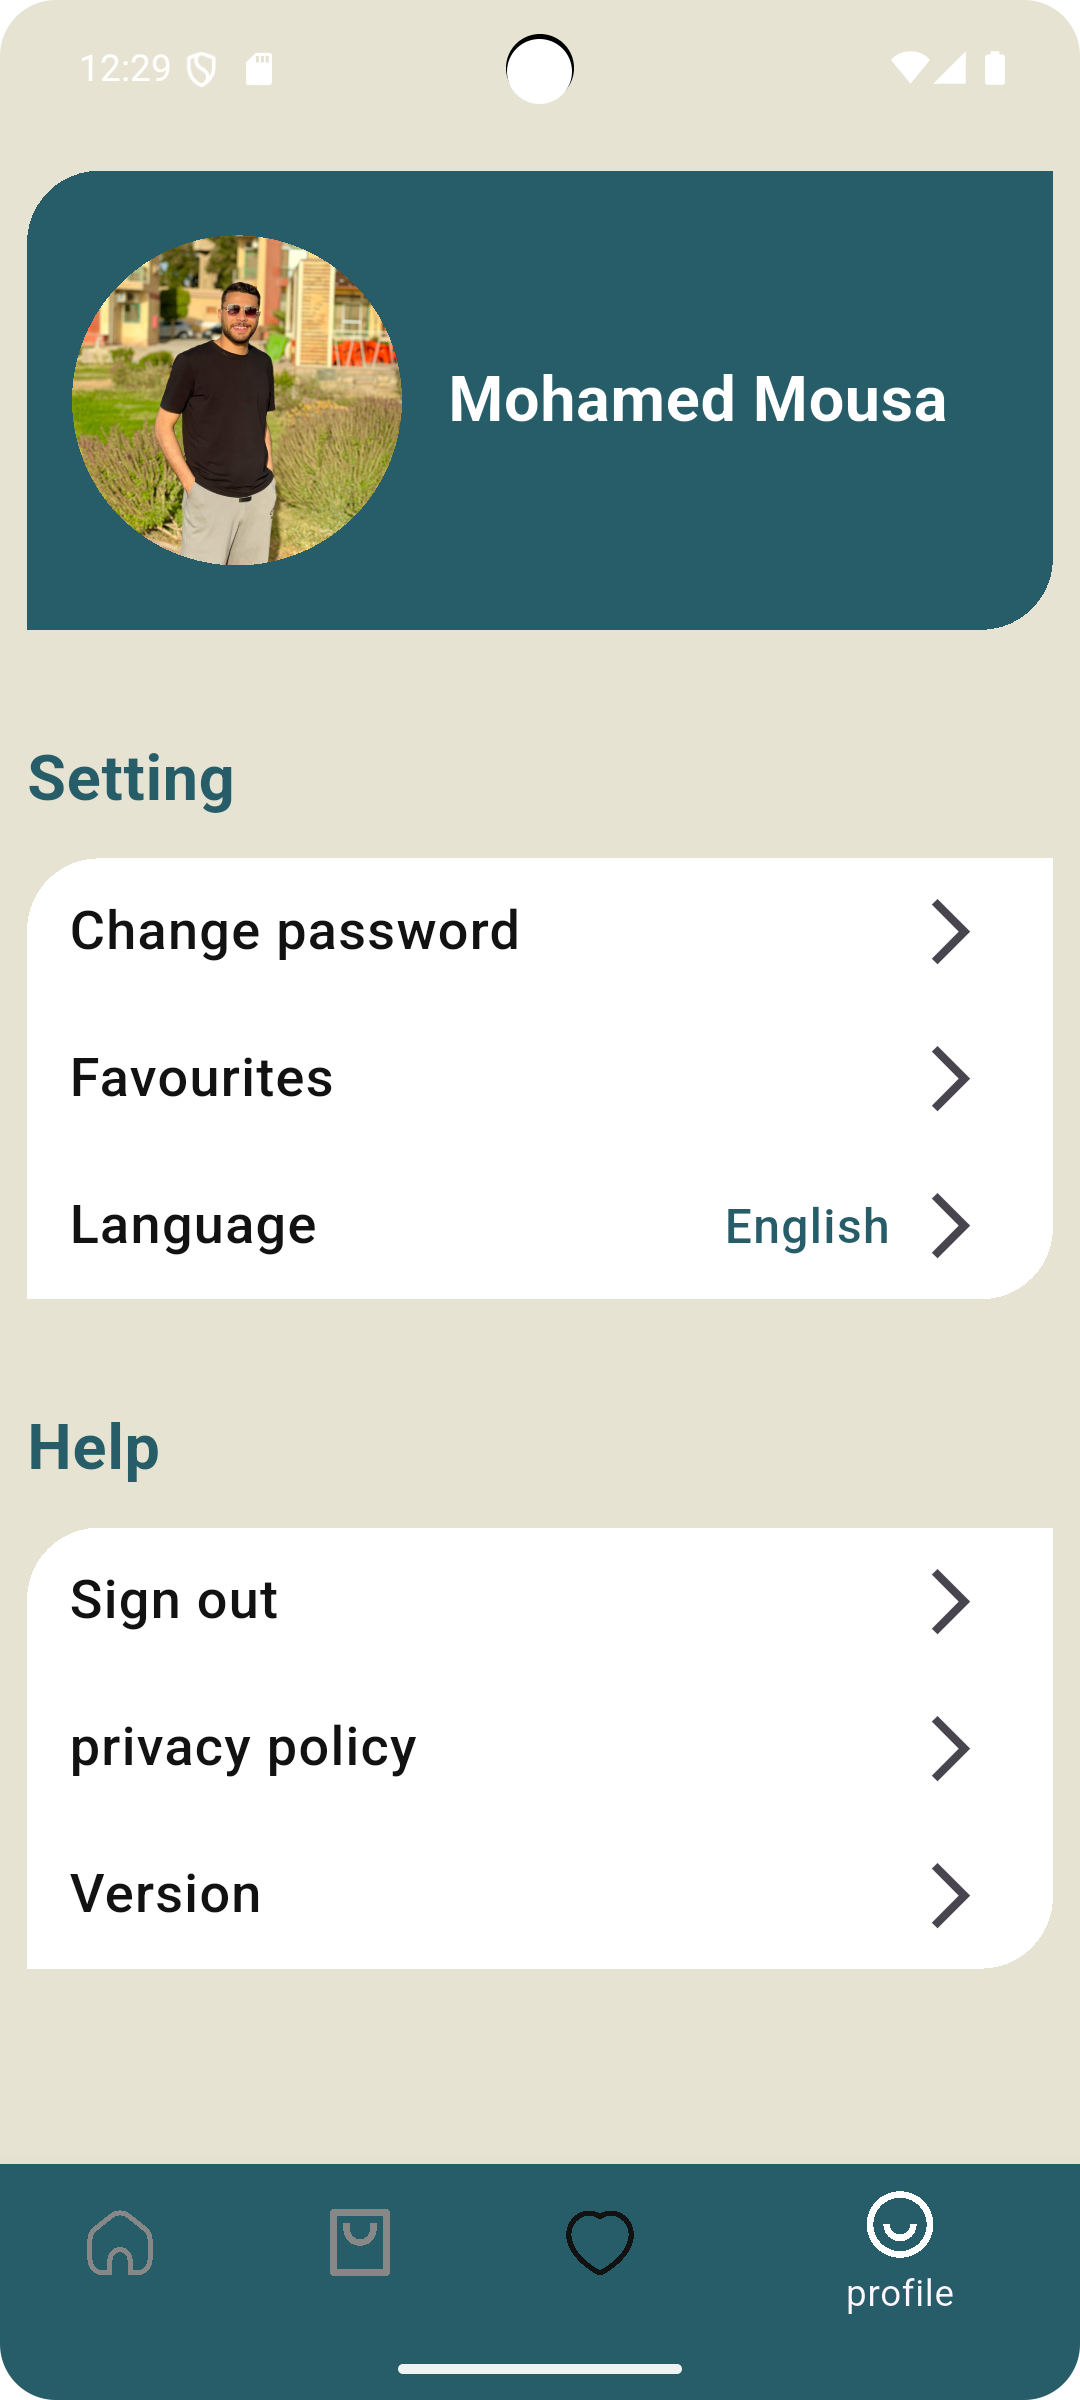 12:29
Mohamed Mousa
Setting
Change password
Favourites
Language English
Help
Sign out
privacy policy
Version
profile